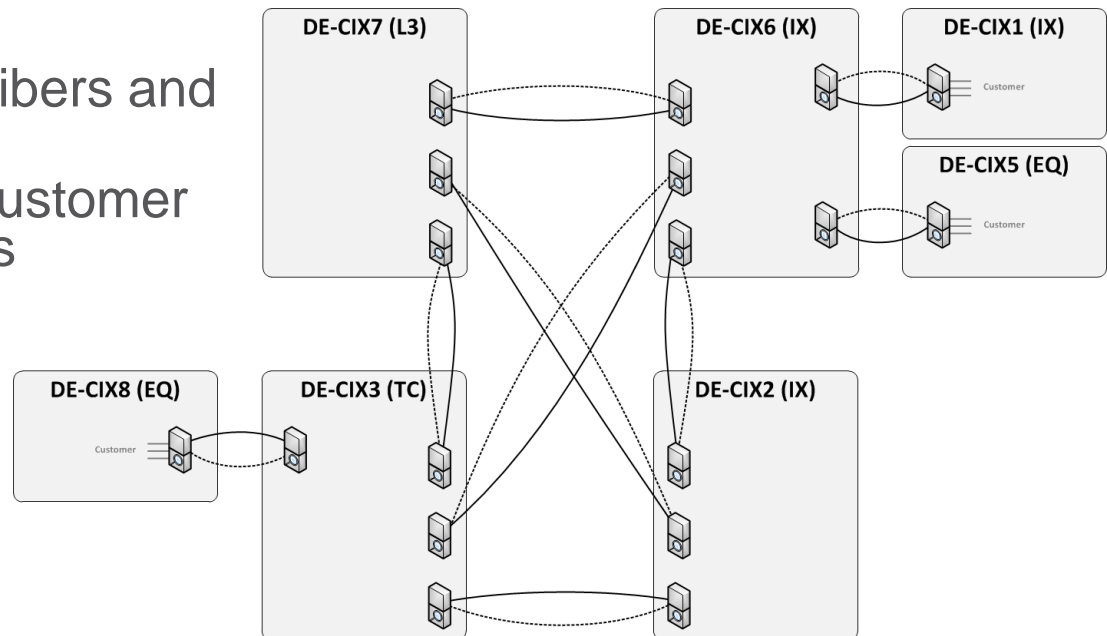 ibers and
ustomer
s
DE-CIX7 (L3)
DE-CIX6 (IX)
DE-CIX1 (IX)
Customer
DE-CIX5 (EQ)
Customer
DE-CIX8 (EQ)
Customer
DE-CIX3 (TC)
DE-CIX2 (IX)